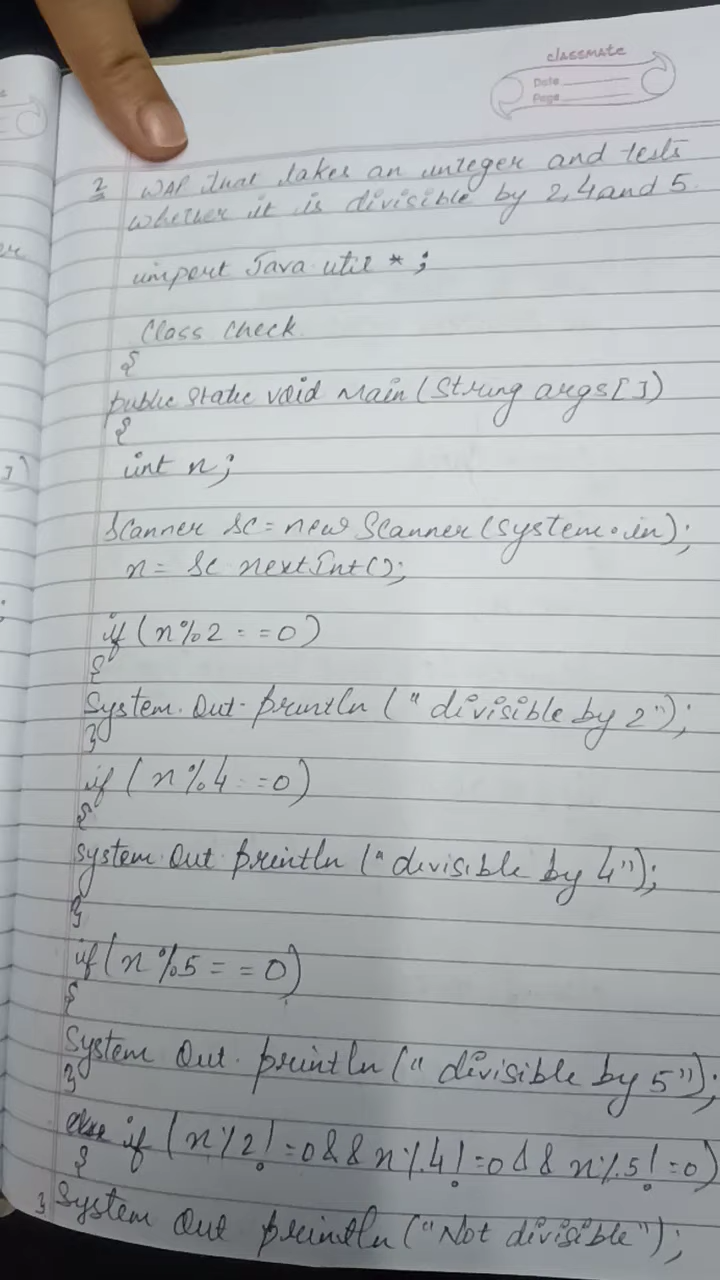 classmate
Date
Page
2 WAP that takes an integer and tests
whether it is divisible by 2,4 and 5.
import Java.util *;
Class check
{
public static void main (String args[])
{
int n;
Scanner sc = new Scanner (System.in);
n = sc nextInt();
if (n%2 = =0)
{
System. Out. println (" divisible by 2");
}
if (n%4 = =0)
{
System. Out. println (" divisible by 4");
}
if (n%5 = =0)
{
System Out. println (" divisible by 5");
}
else if (n%2!=0 && n%4!=0 && n%5!=0)
{
} System Out println ("Not divisible");